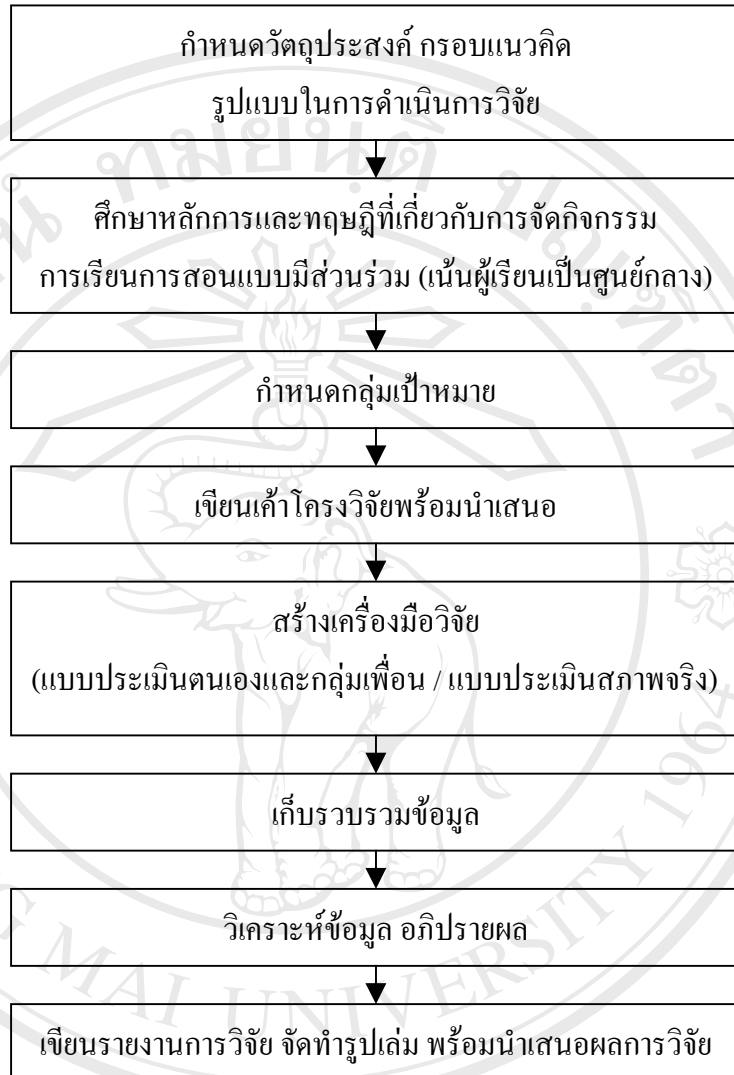 กำหนดวัตถุประสงค์ กรอบแนวคิด
รูปแบบในการดำเนินการวิจัย
ศึกษาหลักการและทฤษฎีที่เกี่ยวกับการจัดกิจกรรม
การเรียนการสอนแบบมีส่วนร่วม (เน้นผู้เรียนเป็นศูนย์กลาง)
กำหนดกลุ่มเป้าหมาย
เขียนเค้าโครงวิจัยพร้อมนำเสนอ
สร้างเครื่องมือวิจัย
(แบบประเมินตนเองและกลุ่มเพื่อน / แบบประเมินสภาพจริง)
เก็บรวบรวมข้อมูล
วิเคราะห์ข้อมูล อภิปรายผล
เขียนรายงานการวิจัย จัดทำรูปเล่ม พร้อมนำเสนอผลการวิจัย
MAI UNIVERSITY 1964